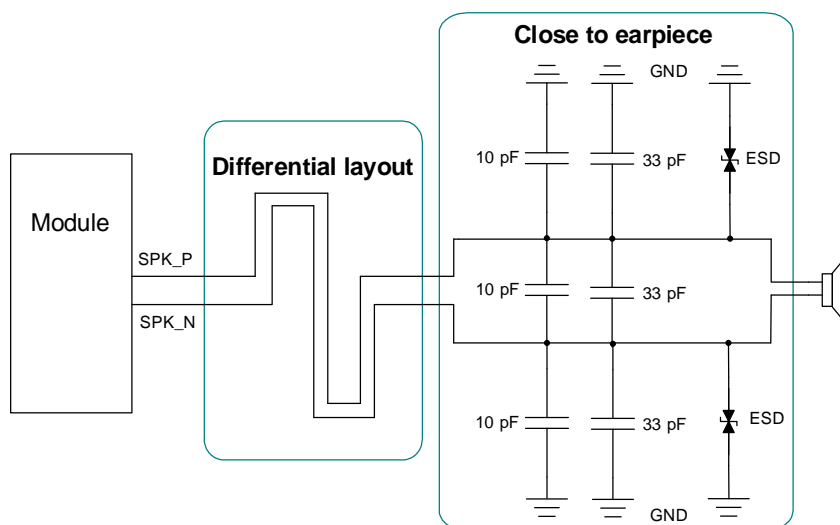 Close to earpiece
GND
10 pF
33 pF
ESD
Differential layout
Module
SPK_P
SPK_N
10 pF
33 pF
10 pF
33 pF
ESD
GND